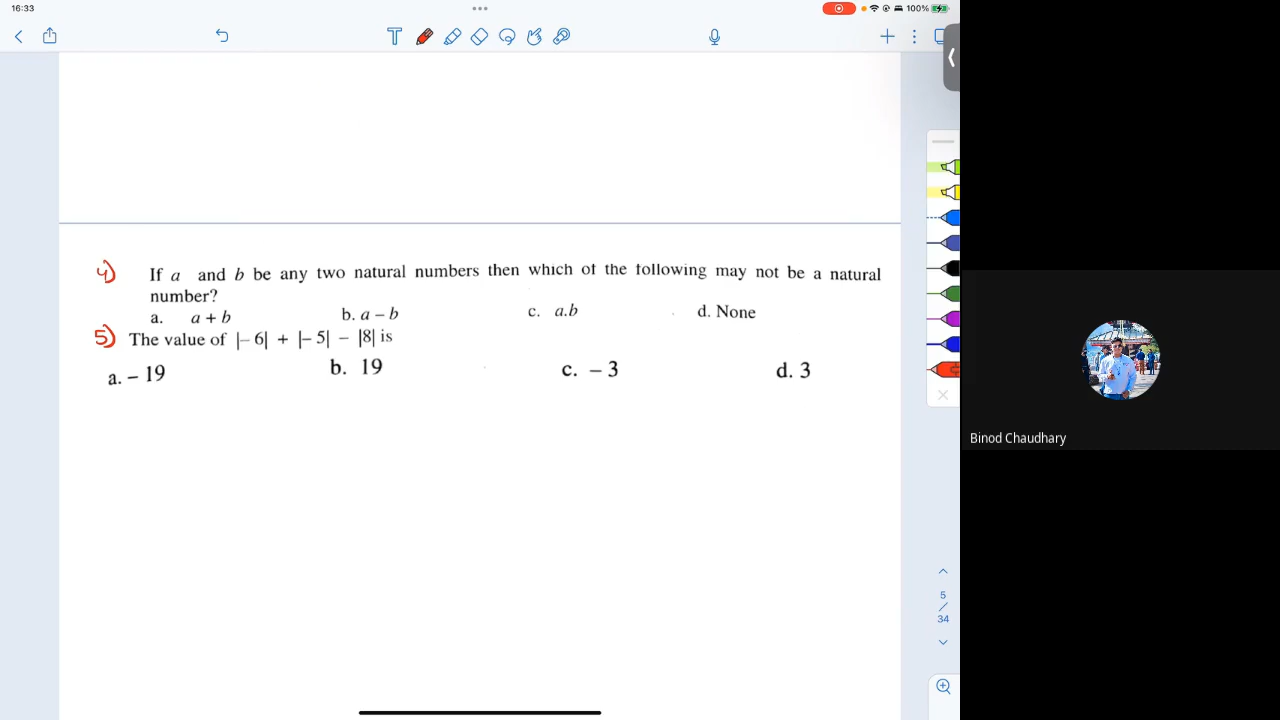 16:33
100%
T
4) If a and b be any two natural numbers then which of the following may not be a natural
number?
a. a + b b. a – b c. a.b d. None
5) The value of |– 6| + |– 5| – |8| is
a. – 19 b. 19 c. – 3 d. 3
Binod Chaudhary
5
/
34